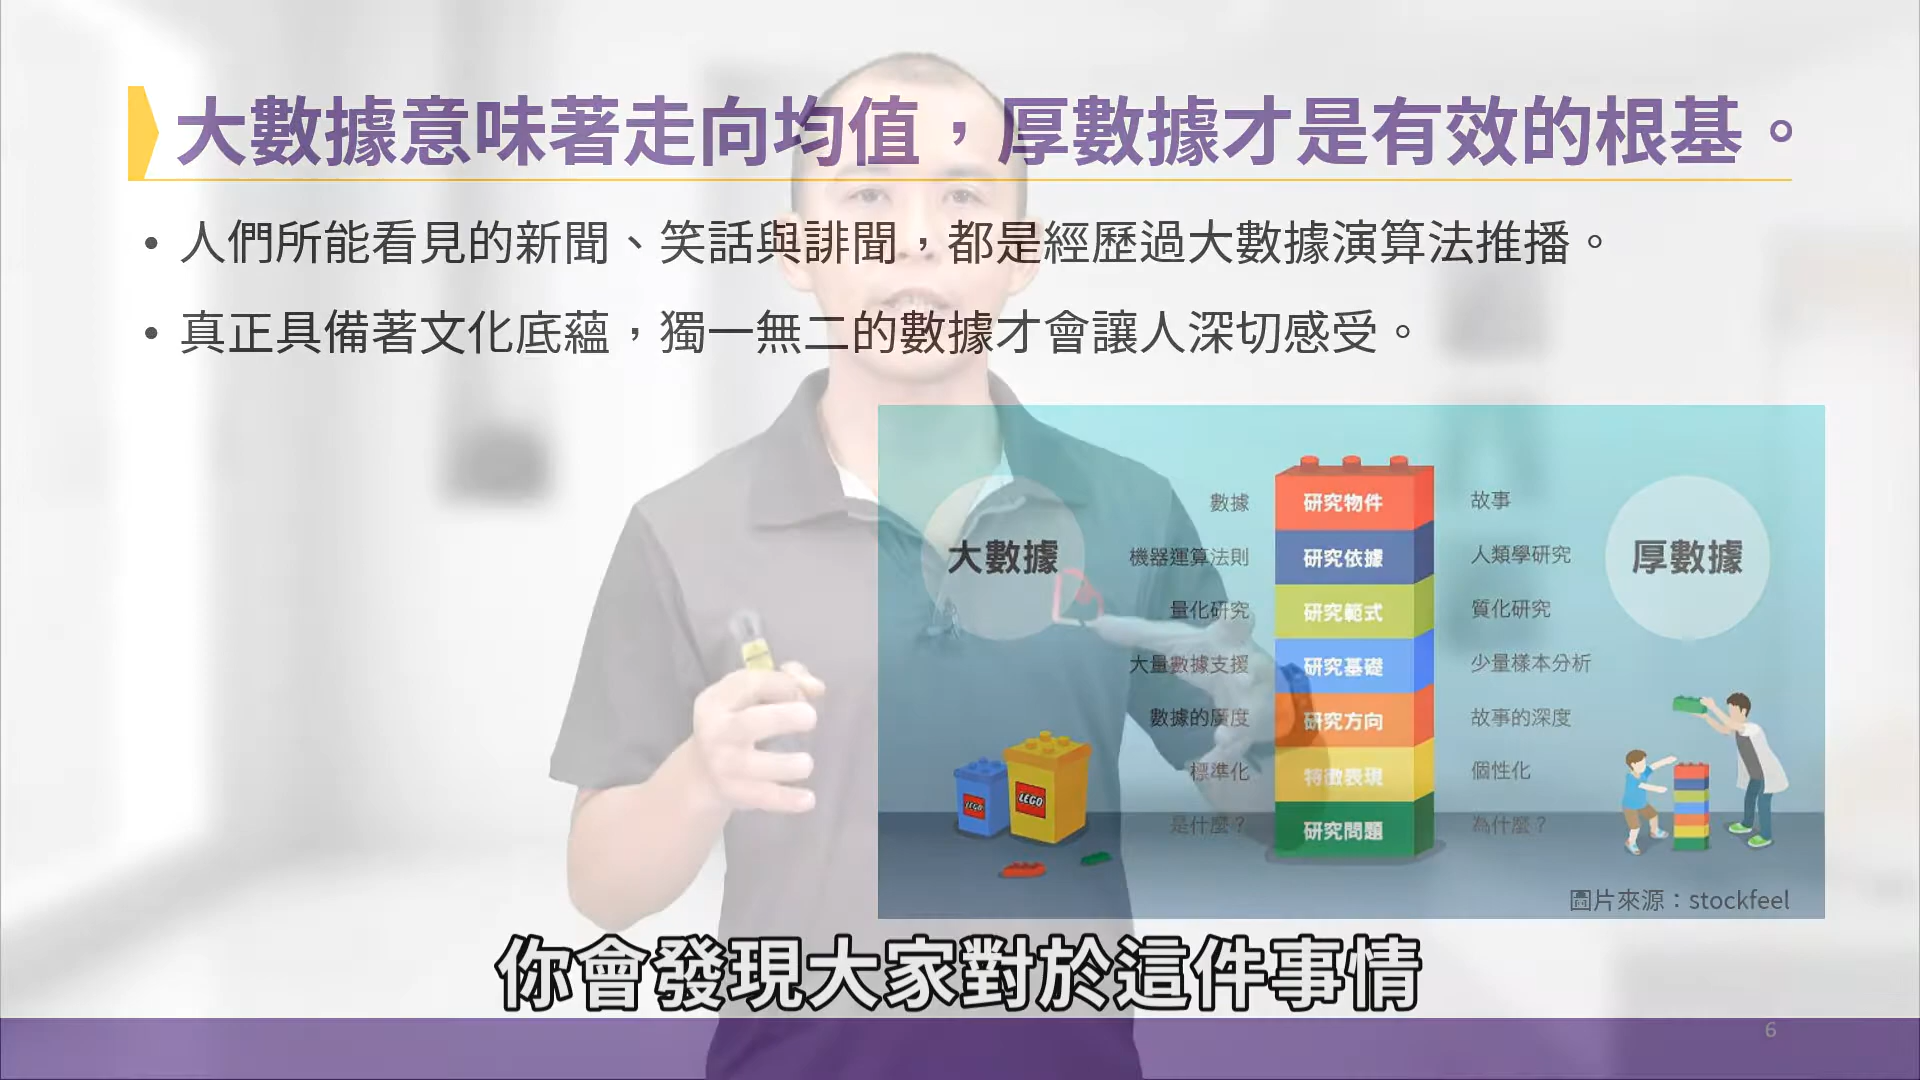 大數據意味著走向均值，厚數據才是有效的根基。
• 人們所能看見的新聞、笑話與誹聞，都是經歷過大數據演算法推播。
• 真正具備著文化底蘊，獨一無二的數據才會讓人深切感受。
大數據
厚數據
數據 研究物件 故事
機器運算法則 研究依據 人類學研究
量化研究 研究範式 質化研究
大量數據支援 研究基礎 少量樣本分析
數據的廣度 研究方向 故事的深度
標準化 特徵表現 個性化
是什麼？ 研究問題 為什麼？
LEGO
LEGO
圖片來源：stockfeel
你會發現大家對於這件事情
6